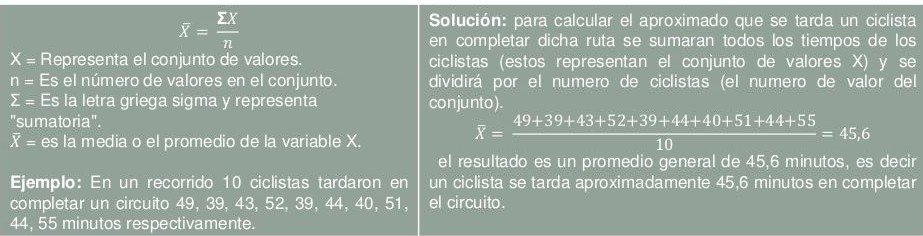 X̄ = ΣX / n
X = Representa el conjunto de valores.
n = Es el número de valores en el conjunto.
Σ = Es la letra griega sigma y representa
"sumatoria".
X̄ = es la media o el promedio de la variable X.
Ejemplo: En un recorrido 10 ciclistas tardaron en
completar un circuito 49, 39, 43, 52, 39, 44, 40, 51,
44, 55 minutos respectivamente.
Solución: para calcular el aproximado que se tarda un ciclista
en completar dicha ruta se sumaran todos los tiempos de los
ciclistas (estos representan el conjunto de valores X) y se
dividirá por el numero de ciclistas (el numero de valor del
conjunto).
X̄ = 49+39+43+52+39+44+40+51+44+55 / 10 = 45,6
el resultado es un promedio general de 45,6 minutos, es decir
un ciclista se tarda aproximadamente 45,6 minutos en completar
el circuito.